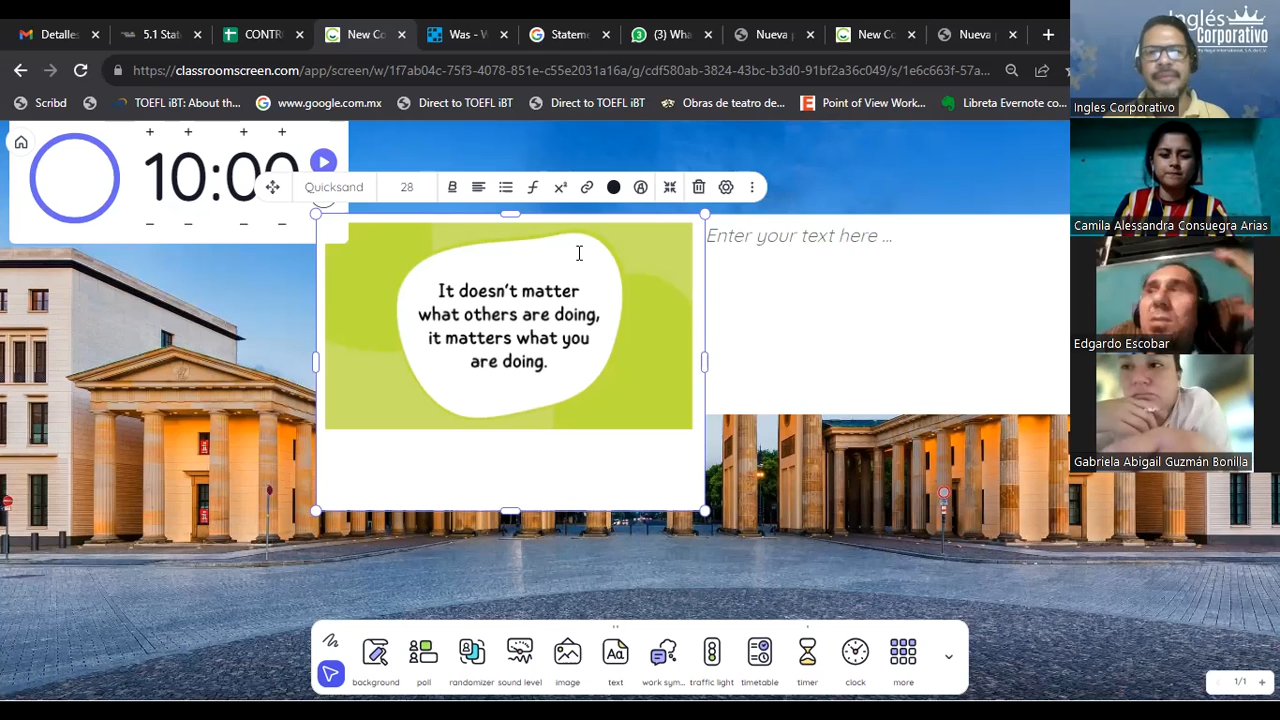 Detalles
5.1 Stat
CONTR
New Co
Was - W
Stateme
(3) Wha
Nueva p
New Co
Nueva p
https://classroomscreen.com/app/screen/w/1f7ab04c-75f3-4078-851e-c55e2031a16a/g/cdf580ab-3824-43bc-b3d0-91bf2a36c049/s/1e6c663f-57a...
Scribd
TOEFL iBT: About th...
www.google.com.mx
Direct to TOEFL iBT
Direct to TOEFL iBT
Obras de teatro de...
Point of View Work...
Libreta Evernote co...
10:00
Quicksand
28
It doesn't matter
what others are doing,
it matters what you
are doing.
Enter your text here ...
background
poll
randomizer
sound level
image
text
work sym...
traffic light
timetable
timer
clock
more
1/1
Inglés
Corporativo
Ingles Corporativo
Camila Alessandra Consuegra Arias
Edgardo Escobar
Gabriela Abigail Guzmán Bonilla